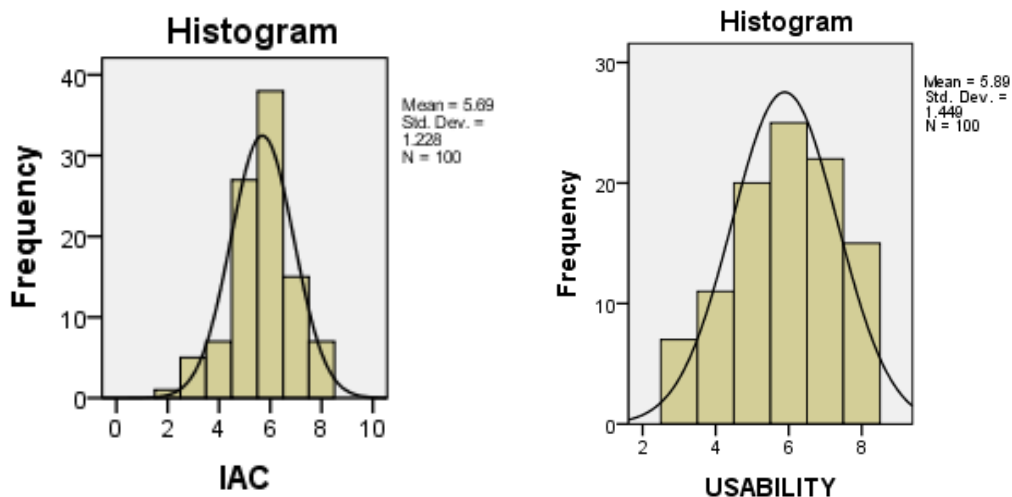 Histogram
40
30
20
10
0
Frequency
0 2 4 6 8 10
IAC
Mean = 5.69
Std. Dev. =
1.228
N = 100
Histogram
30
20
10
0
Frequency
2 4 6 8
USABILITY
Mean = 5.89
Std. Dev. =
1.449
N = 100